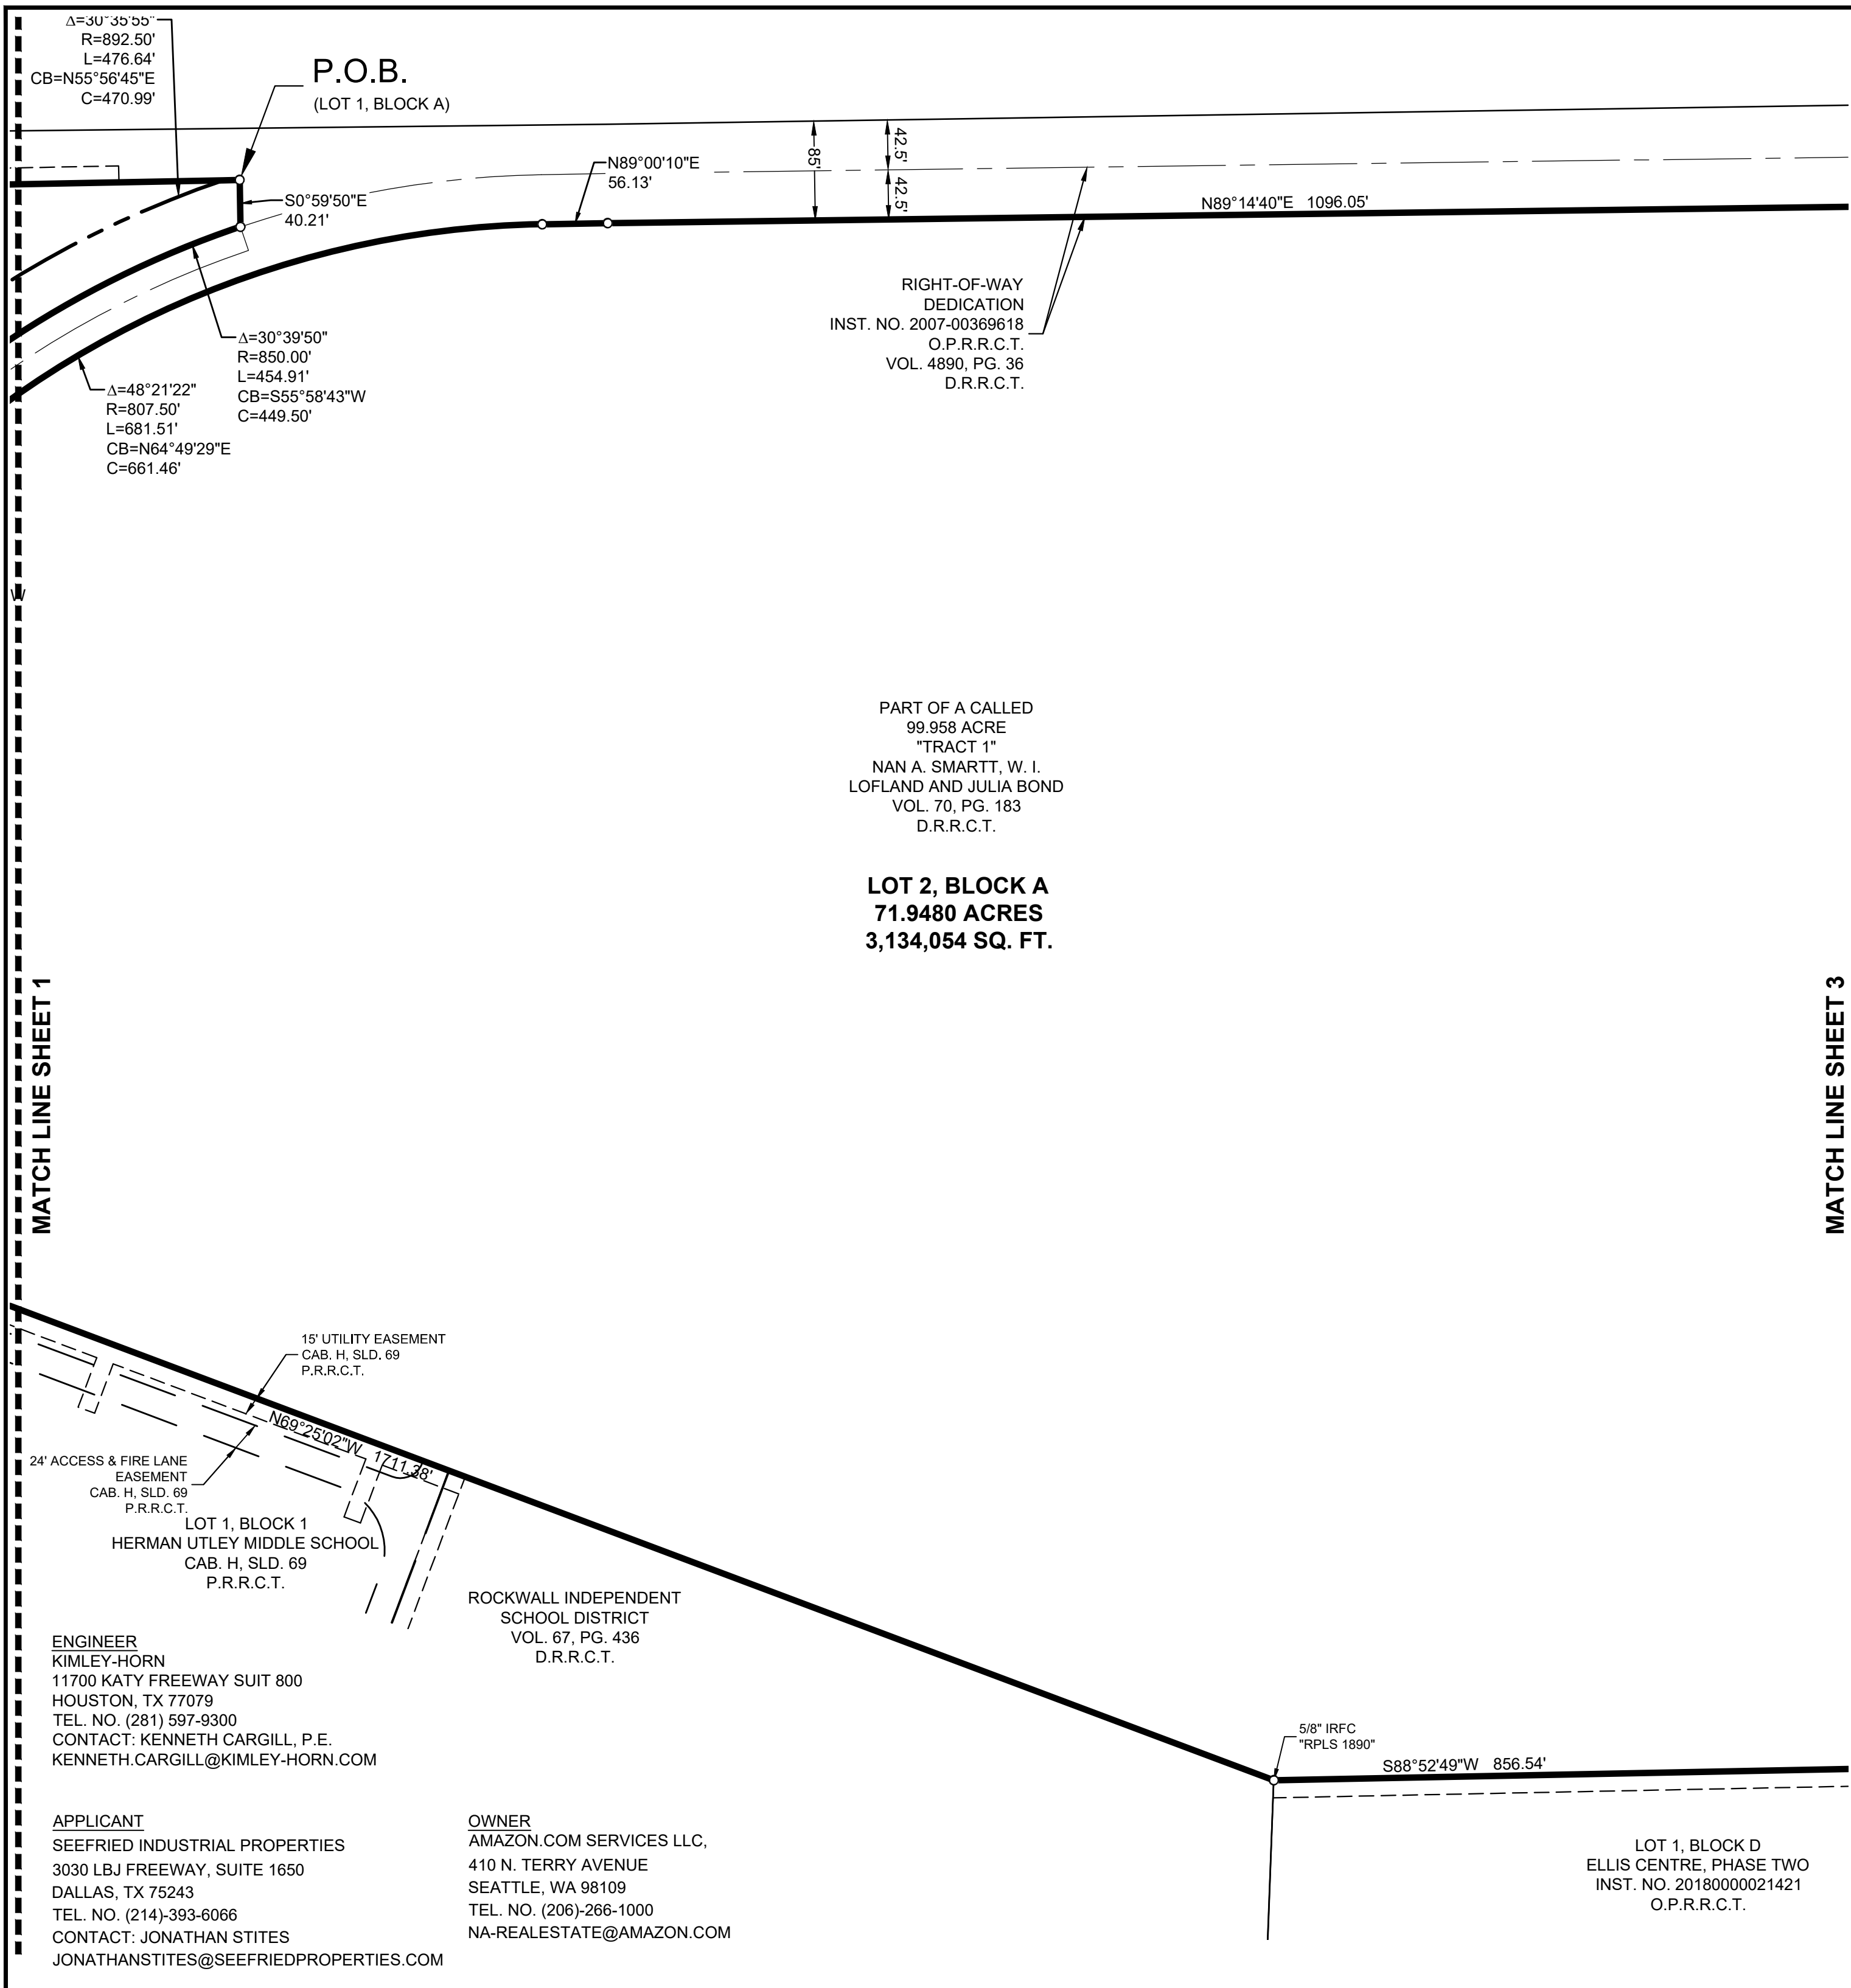 Δ=30°35'55"
R=892.50'
L=476.64'
CB=N55°56'45"E
C=470.99'
P.O.B.
(LOT 1, BLOCK A)
S0°59'50"E
40.21'
N89°00'10"E
56.13'
85'
42.5'
42.5'
N89°14'40"E 1096.05'
RIGHT-OF-WAY
DEDICATION
INST. NO. 2007-00369618
O.P.R.R.C.T.
VOL. 4890, PG. 36
D.R.R.C.T.
Δ=30°39'50"
R=850.00'
L=454.91'
CB=S55°58'43"W
C=449.50'
Δ=48°21'22"
R=807.50'
L=681.51'
CB=N64°49'29"E
C=661.46'
W
PART OF A CALLED
99.958 ACRE
"TRACT 1"
NAN A. SMARTT, W. I.
LOFLAND AND JULIA BOND
VOL. 70, PG. 183
D.R.R.C.T.
LOT 2, BLOCK A
71.9480 ACRES
3,134,054 SQ. FT.
MATCH LINE SHEET 1
MATCH LINE SHEET 3
15' UTILITY EASEMENT
CAB. H, SLD. 69
P.R.R.C.T.
N69°25'02"W 1711.38'
24' ACCESS & FIRE LANE
EASEMENT
CAB. H, SLD. 69
P.R.R.C.T.
LOT 1, BLOCK 1
HERMAN UTLEY MIDDLE SCHOOL
CAB. H, SLD. 69
P.R.R.C.T.
ROCKWALL INDEPENDENT
SCHOOL DISTRICT
VOL. 67, PG. 436
D.R.R.C.T.
ENGINEER
KIMLEY-HORN
11700 KATY FREEWAY SUIT 800
HOUSTON, TX 77079
TEL. NO. (281) 597-9300
CONTACT: KENNETH CARGILL, P.E.
KENNETH.CARGILL@KIMLEY-HORN.COM
5/8" IRFC
"RPLS 1890"
S88°52'49"W 856.54'
APPLICANT
SEEFRIED INDUSTRIAL PROPERTIES
3030 LBJ FREEWAY, SUITE 1650
DALLAS, TX 75243
TEL. NO. (214)-393-6066
CONTACT: JONATHAN STITES
JONATHANSTITES@SEEFRIEDPROPERTIES.COM
OWNER
AMAZON.COM SERVICES LLC,
410 N. TERRY AVENUE
SEATTLE, WA 98109
TEL. NO. (206)-266-1000
NA-REALESTATE@AMAZON.COM
LOT 1, BLOCK D
ELLIS CENTRE, PHASE TWO
INST. NO. 20180000021421
O.P.R.R.C.T.